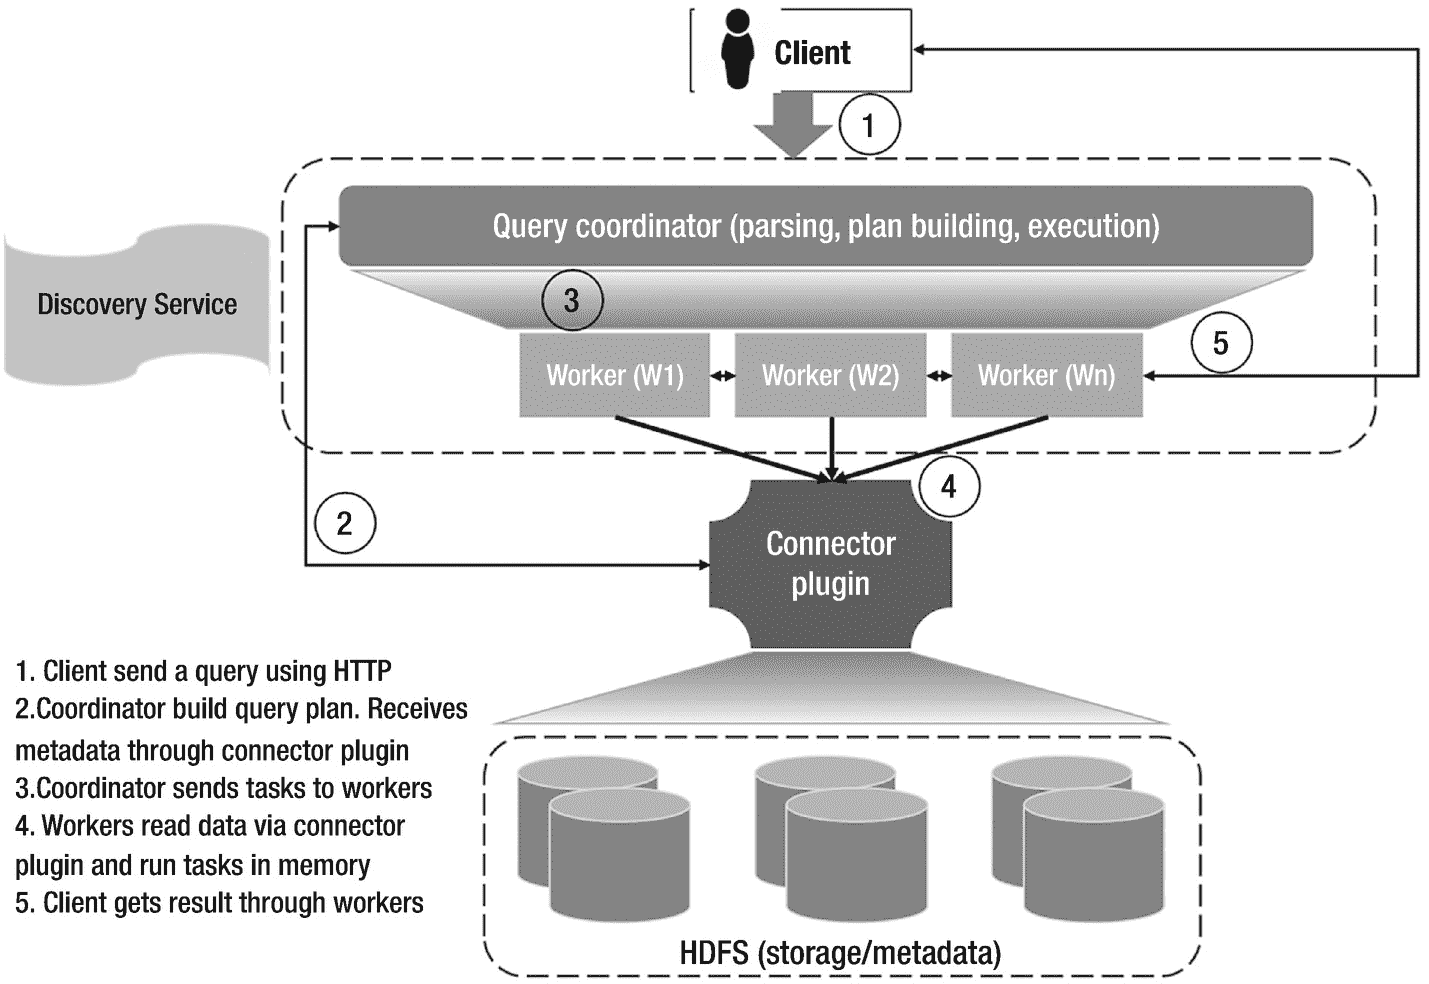 Client
1
Query coordinator (parsing, plan building, execution)
Discovery Service
3
5
Worker (W1)
Worker (W2)
Worker (Wn)
4
2
Connector
plugin
1. Client send a query using HTTP
2.Coordinator build query plan. Receives
metadata through connector plugin
3.Coordinator sends tasks to workers
4. Workers read data via connector
plugin and run tasks in memory
5. Client gets result through workers
HDFS (storage/metadata)